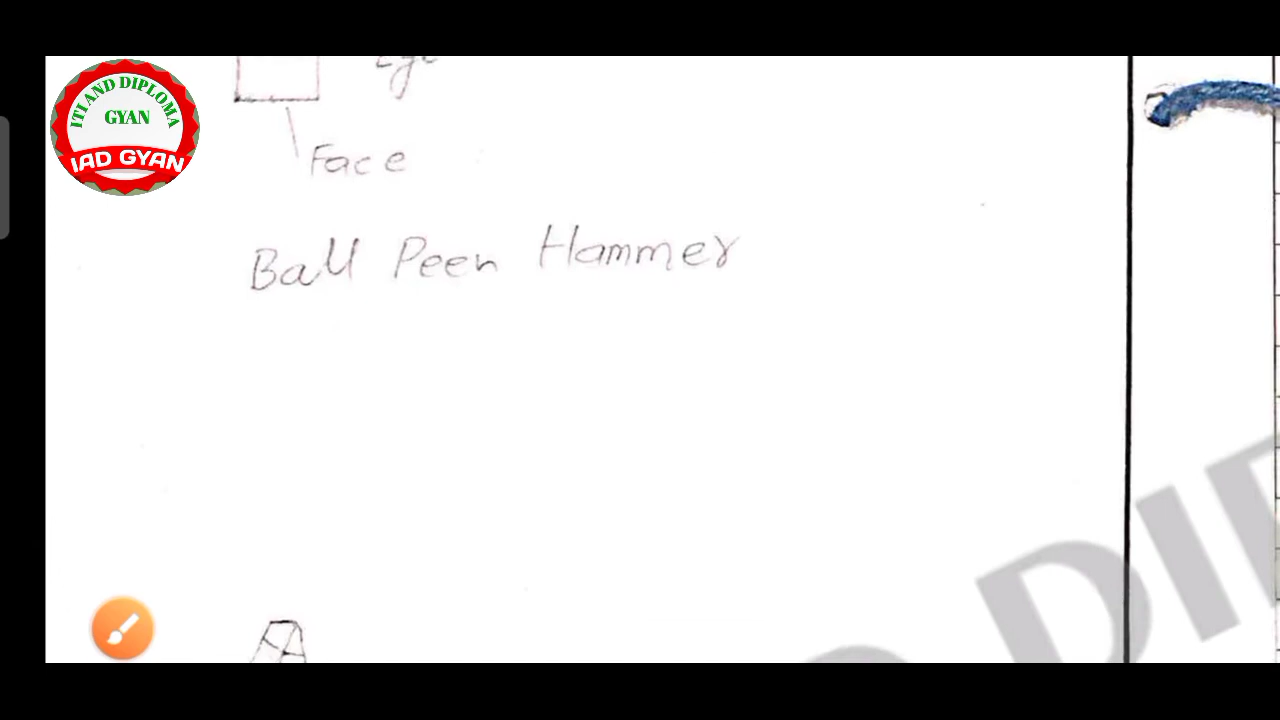 ITI AND DIPLOMA
GYAN
IAD GYAN
Face
Ball Peen Hammer